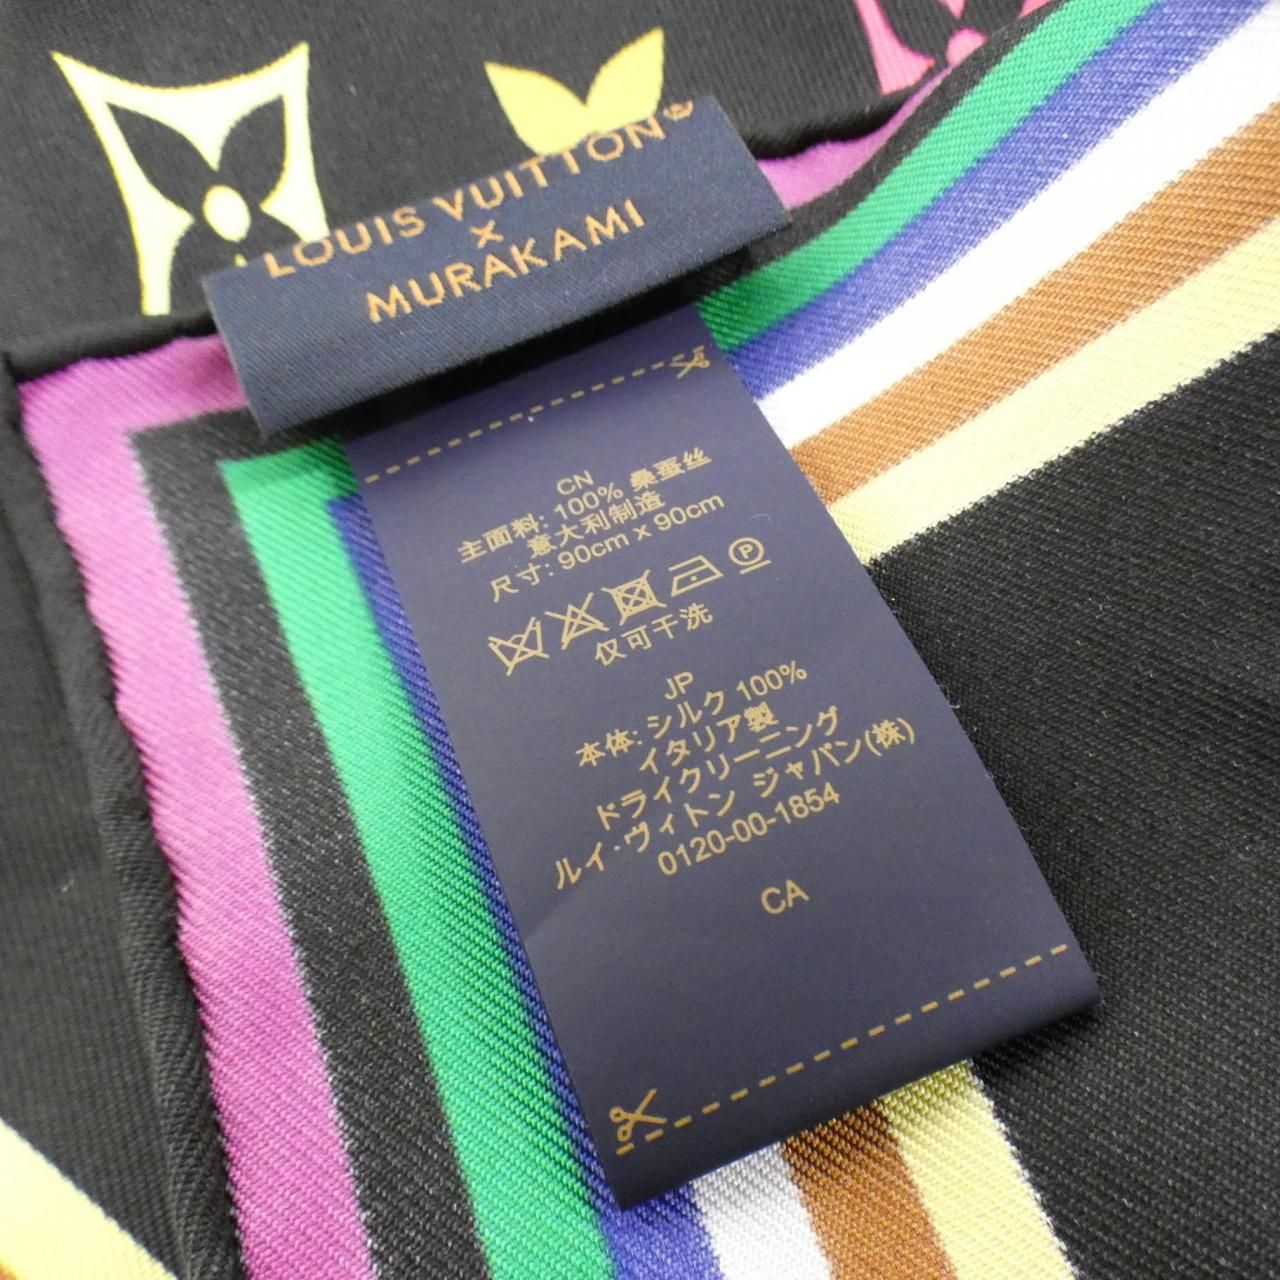 LOUIS VUITTON®
×
MURAKAMI
CN
主面料: 100% 桑蚕丝
意大利制造
尺寸: 90cm x 90cm
P
仅可干洗
JP
本体: シルク 100%
イタリア製
ドライクリーニング
ルイ・ヴィトン ジャパン(株)
0120-00-1854
CA